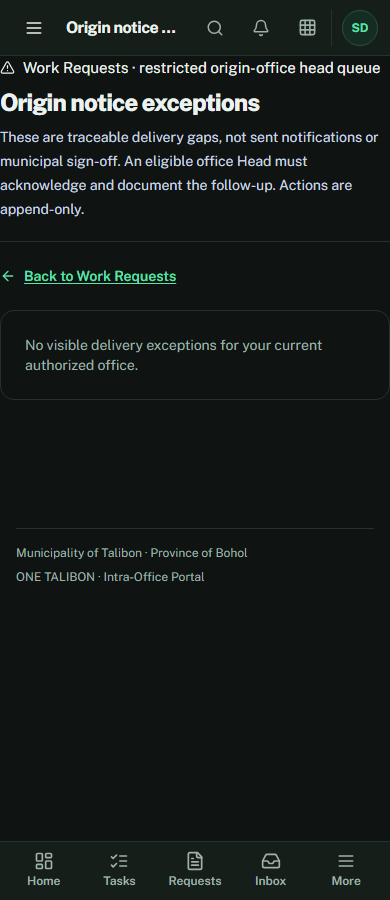 Origin notice ...
SD
Work Requests · restricted origin-office head queue
Origin notice exceptions
These are traceable delivery gaps, not sent notifications or
municipal sign-off. An eligible office Head must
acknowledge and document the follow-up. Actions are
append-only.
Back to Work Requests
No visible delivery exceptions for your current
authorized office.
Municipality of Talibon · Province of Bohol
ONE TALIBON · Intra-Office Portal
Home
Tasks
Requests
Inbox
More